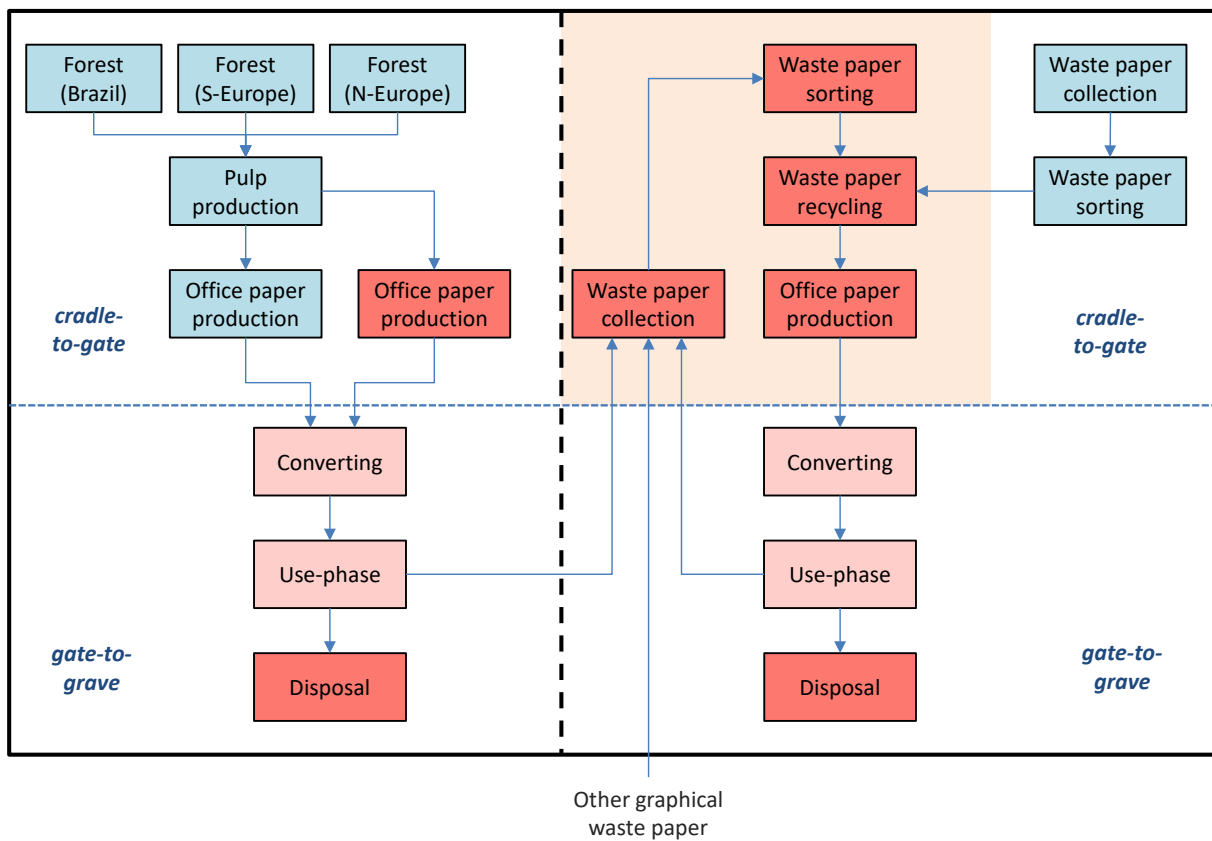 Forest
(Brazil)
Forest
(S-Europe)
Forest
(N-Europe)
Pulp
production
Office paper
production
Office paper
production
cradle-
to-gate
Converting
Use-phase
Disposal
gate-to-
grave
Waste paper
sorting
Waste paper
collection
Waste paper
recycling
Waste paper
sorting
Waste paper
collection
Office paper
production
cradle-
to-gate
Converting
Use-phase
Disposal
gate-to-
grave
Other graphical
waste paper